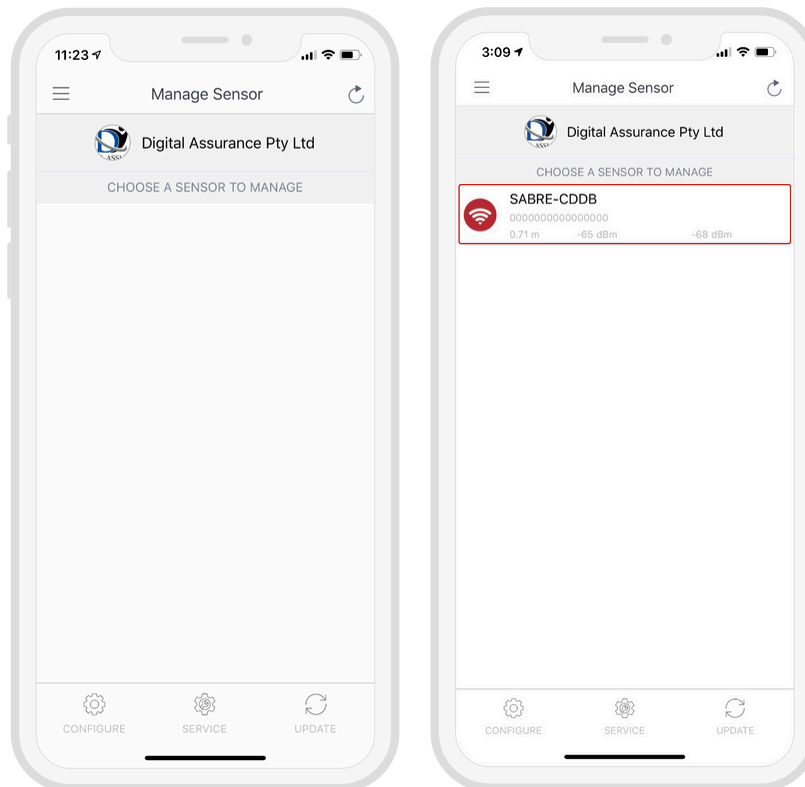 11:23
Manage Sensor
Digital Assurance Pty Ltd
CHOOSE A SENSOR TO MANAGE
CONFIGURE SERVICE UPDATE
3:09
Manage Sensor
Digital Assurance Pty Ltd
CHOOSE A SENSOR TO MANAGE
SABRE-CDDB
0000000000000000
0.71 m -65 dBm -68 dBm
CONFIGURE SERVICE UPDATE